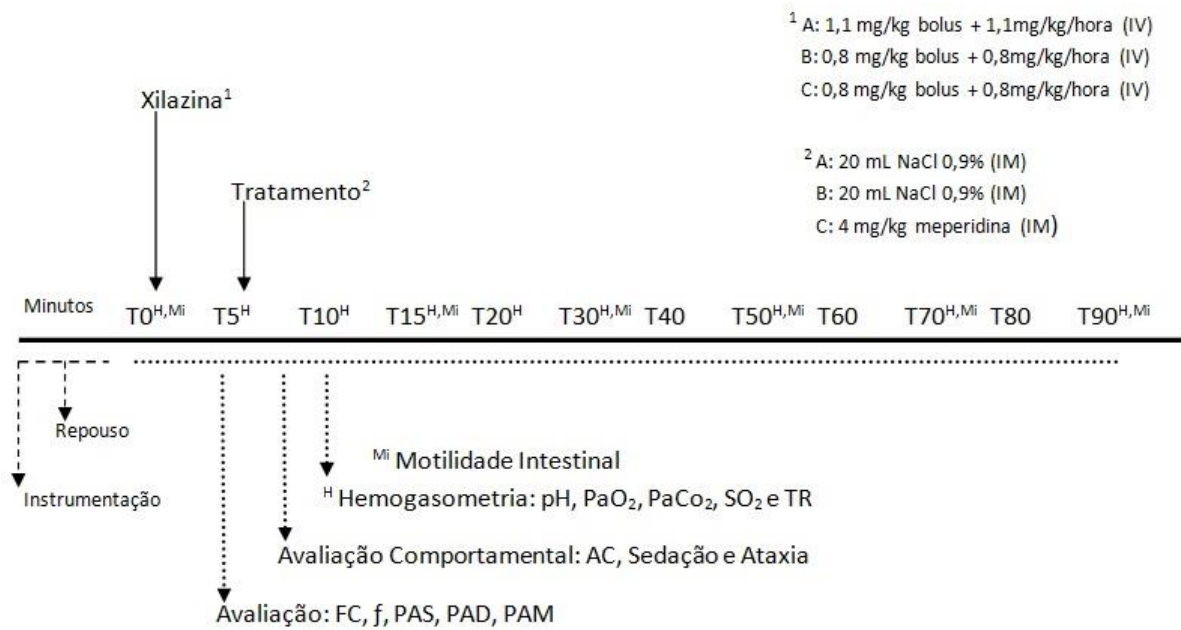 ¹ A: 1,1 mg/kg bolus + 1,1mg/kg/hora (IV)
B: 0,8 mg/kg bolus + 0,8mg/kg/hora (IV)
C: 0,8 mg/kg bolus + 0,8mg/kg/hora (IV)
Xilazina¹
² A: 20 mL NaCl 0,9% (IM)
B: 20 mL NaCl 0,9% (IM)
C: 4 mg/kg meperidina (IM)
Tratamento²
Minutos T0ᴴ,ᴹⁱ T5ᴴ T10ᴴ T15ᴴ,ᴹⁱ T20ᴴ T30ᴴ,ᴹⁱ T40 T50ᴴ,ᴹⁱ T60 T70ᴴ,ᴹⁱ T80 T90ᴴ,ᴹⁱ
Repouso
ᴹⁱ Motilidade Intestinal
Instrumentação
ᴴ Hemogasometria: pH, PaO₂, PaCo₂, SO₂ e TR
Avaliação Comportamental: AC, Sedação e Ataxia
Avaliação: FC, ƒ, PAS, PAD, PAM